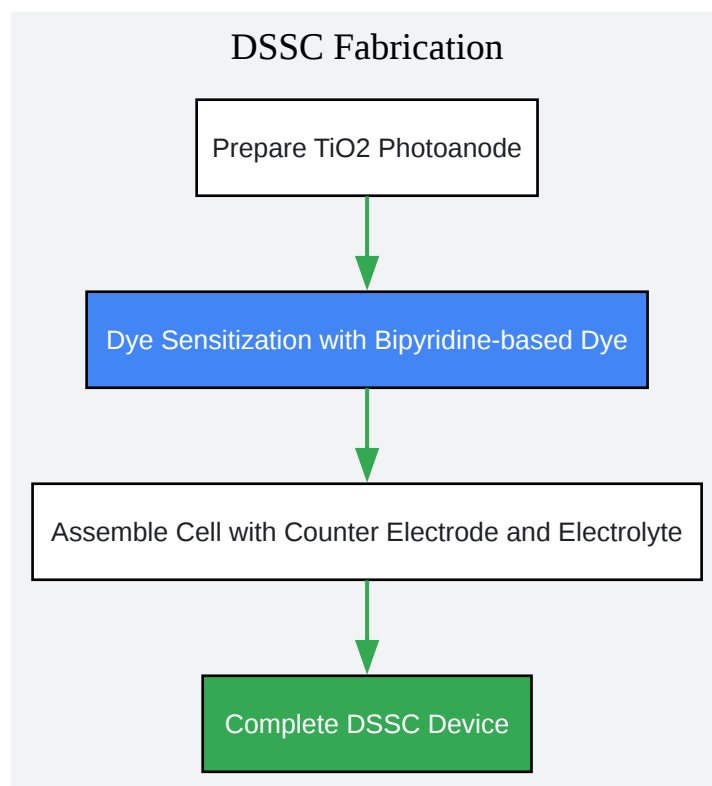 DSSC Fabrication
Prepare TiO2 Photoanode
Dye Sensitization with Bipyridine-based Dye
Assemble Cell with Counter Electrode and Electrolyte
Complete DSSC Device